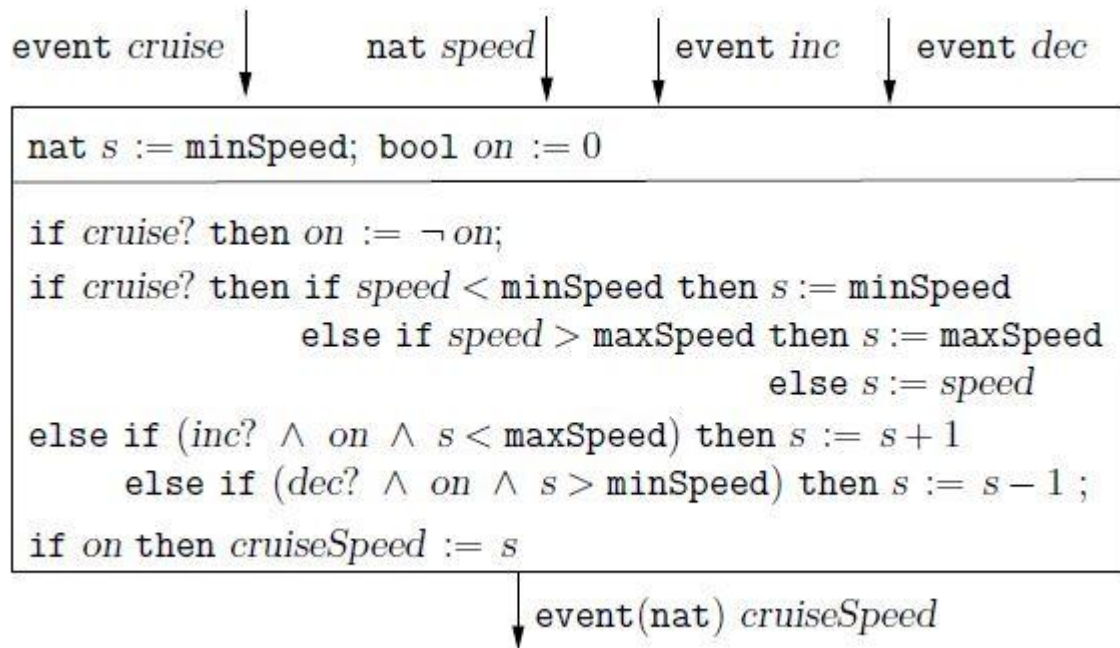 event cruise nat speed event inc event dec
nat s := minSpeed; bool on := 0
if cruise? then on := ¬ on;
if cruise? then if speed < minSpeed then s := minSpeed
else if speed > maxSpeed then s := maxSpeed
else s := speed
else if (inc? ∧ on ∧ s < maxSpeed) then s := s + 1
else if (dec? ∧ on ∧ s > minSpeed) then s := s − 1 ;
if on then cruiseSpeed := s
event(nat) cruiseSpeed